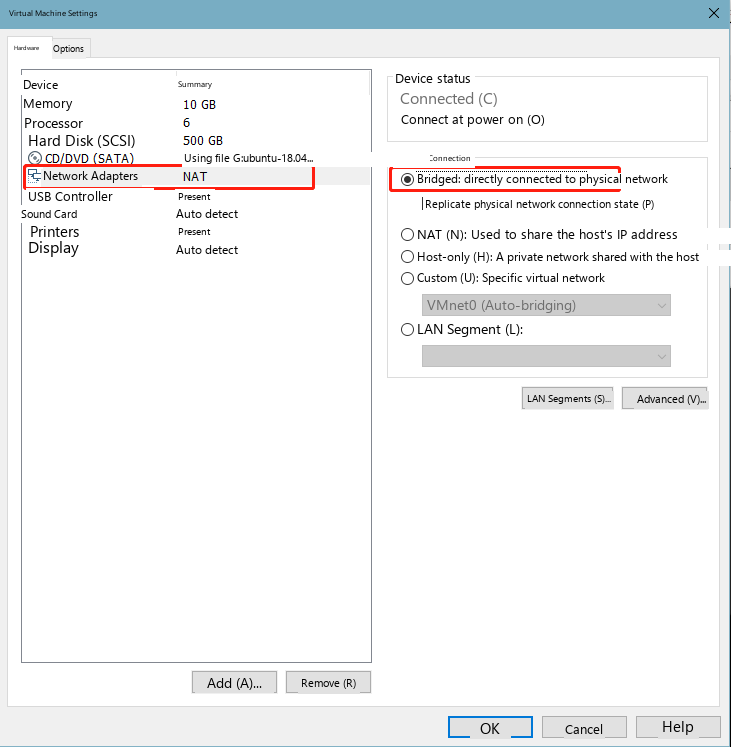 Virtual Machine Settings
Hardware
Options
Device Summary
Memory 10 GB
Processor 6
Hard Disk (SCSI) 500 GB
CD/DVD (SATA) Using file G:ubuntu-18.04...
Network Adapters NAT
USB Controller Present
Sound Card Auto detect
Printers Present
Display Auto detect
Add (A)...
Remove (R)
Device status
Connected (C)
Connect at power on (O)
Connection
Bridged: directly connected to physical network
Replicate physical network connection state (P)
NAT (N): Used to share the host's IP address
Host-only (H): A private network shared with the host
Custom (U): Specific virtual network
VMnet0 (Auto-bridging)
LAN Segment (L):
LAN Segments (S)...
Advanced (V)...
OK
Cancel
Help